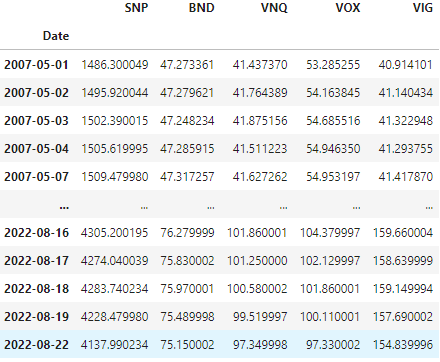 SNP BND VNQ VOX VIG
Date
2007-05-01 1486.300049 47.273361 41.437370 53.285255 40.914101
2007-05-02 1495.920044 47.279621 41.764389 54.163845 41.140434
2007-05-03 1502.390015 47.248234 41.875156 54.685516 41.322948
2007-05-04 1505.619995 47.285915 41.511223 54.946350 41.293755
2007-05-07 1509.479980 47.317257 41.627262 54.953197 41.417870
... ... ... ... ... ...
2022-08-16 4305.200195 76.279999 101.860001 104.379997 159.660004
2022-08-17 4274.040039 75.830002 101.250000 102.129997 158.639999
2022-08-18 4283.740234 75.970001 100.580002 101.860001 159.149994
2022-08-19 4228.479980 75.489998 99.519997 100.110001 157.690002
2022-08-22 4137.990234 75.150002 97.349998 97.330002 154.839996